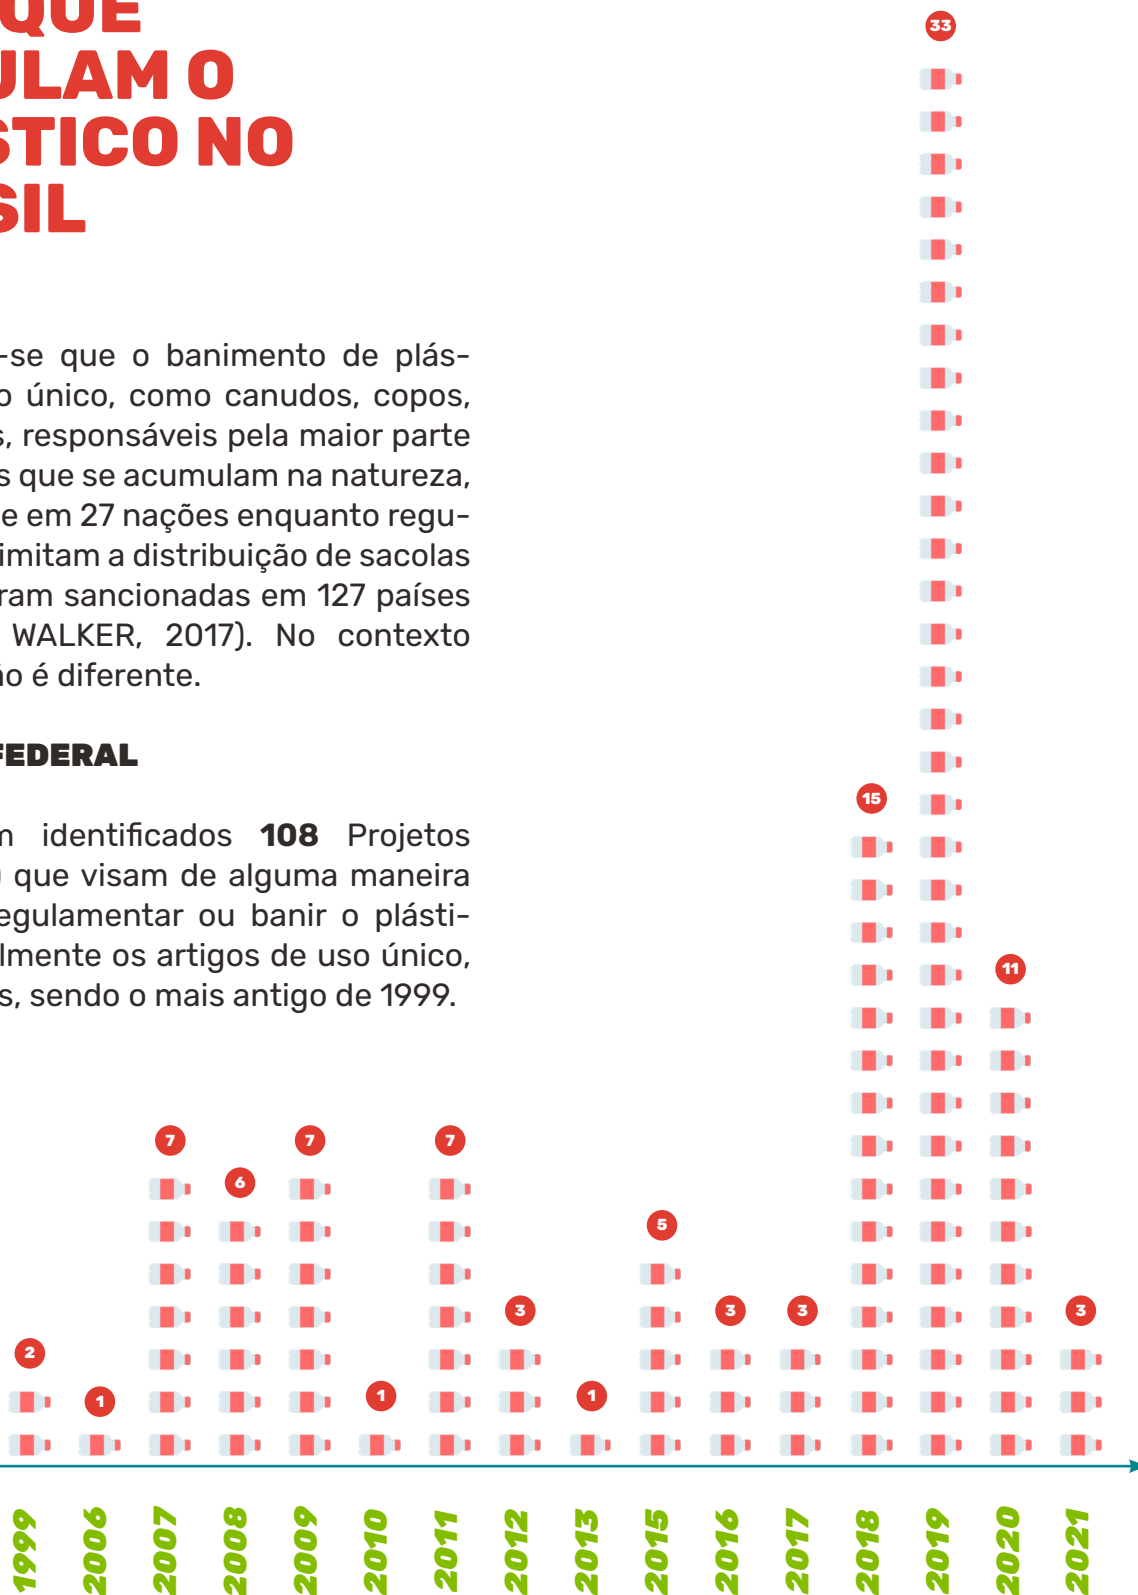 QUE
ULAM O
STICO NO
SIL
-se que o banimento de plás-
o único, como canudos, copos,
s, responsáveis pela maior parte
s que se acumulam na natureza,
e em 27 nações enquanto regu-
imitam a distribuição de sacolas
ram sancionadas em 127 países
WALKER, 2017). No contexto
ão é diferente.
FEDERAL
m identificados 108 Projetos
) que visam de alguma maneira
egulamentar ou banir o plásti-
lmente os artigos de uso único,
s, sendo o mais antigo de 1999.
2
1
7
6
7
1
7
3
1
5
3
3
15
33
11
3
1999
2006
2007
2008
2009
2010
2011
2012
2013
2015
2016
2017
2018
2019
2020
2021